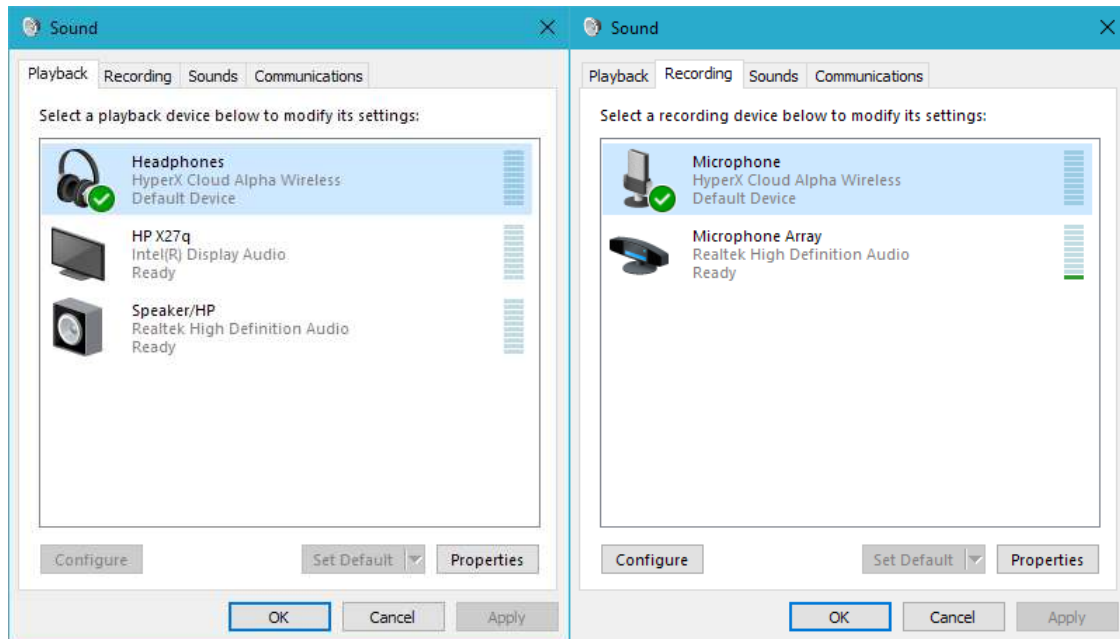 Sound
Playback Recording Sounds Communications
Select a playback device below to modify its settings:
Headphones
HyperX Cloud Alpha Wireless
Default Device
HP X27q
Intel(R) Display Audio
Ready
Speaker/HP
Realtek High Definition Audio
Ready
Configure Set Default Properties
OK Cancel Apply
Sound
Playback Recording Sounds Communications
Select a recording device below to modify its settings:
Microphone
HyperX Cloud Alpha Wireless
Default Device
Microphone Array
Realtek High Definition Audio
Ready
Configure Set Default Properties
OK Cancel Apply